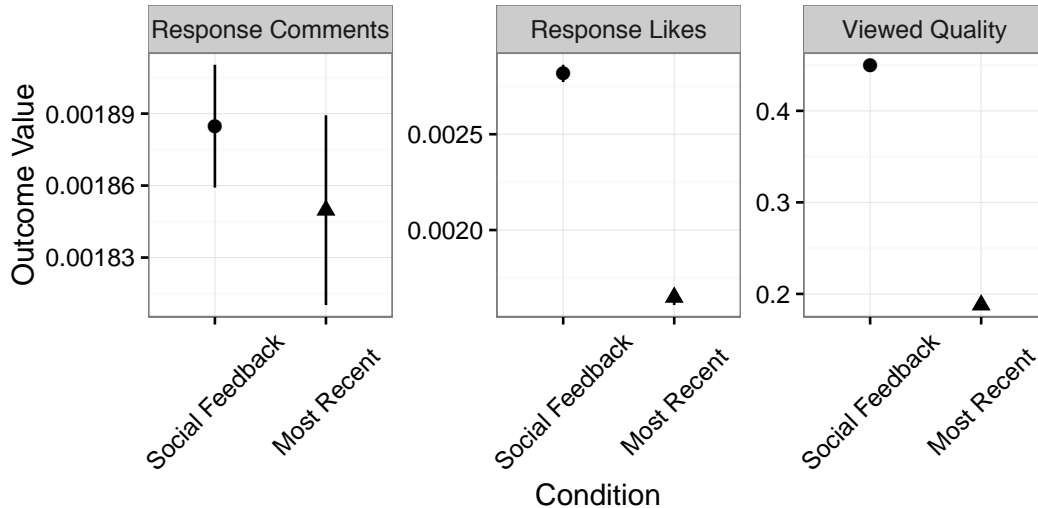 Response Comments
Response Likes
Viewed Quality
Outcome Value
0.00189
0.00186
0.00183
0.0025
0.0020
0.4
0.3
0.2
Social Feedback
Most Recent
Social Feedback
Most Recent
Social Feedback
Most Recent
Condition